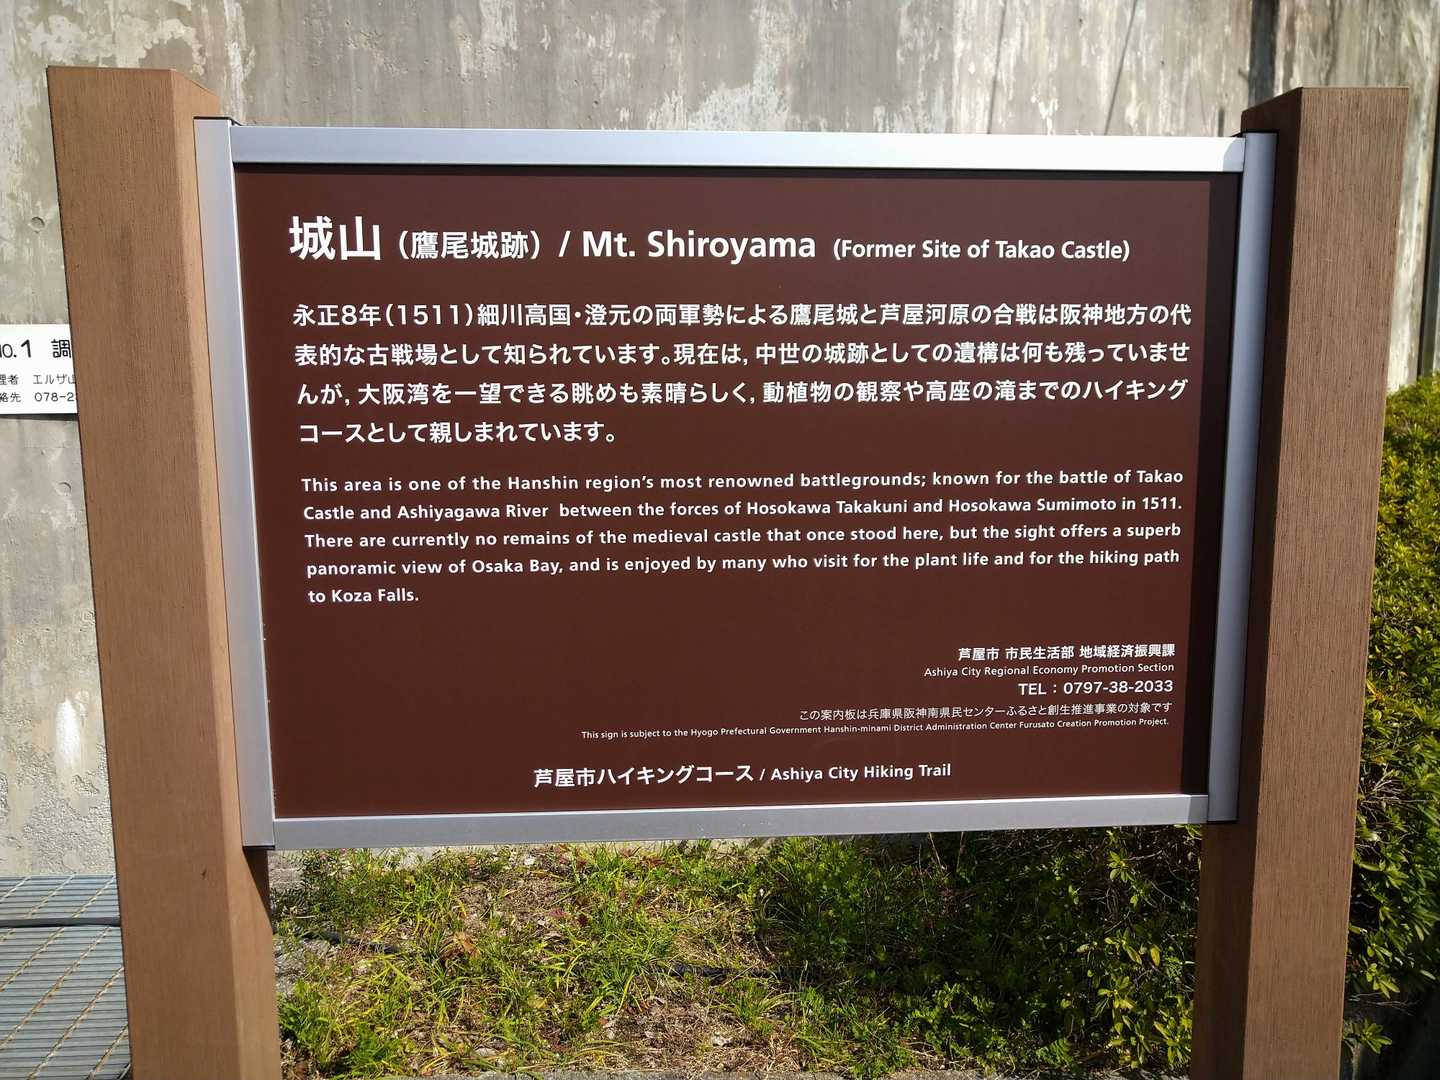 城山（鷹尾城跡）/ Mt. Shiroyama (Former Site of Takao Castle)
永正8年（1511）細川高国・澄元の両軍勢による鷹尾城と芦屋河原の合戦は阪神地方の代
表的な古戦場として知られています。現在は，中世の城跡としての遺構は何も残っていませ
んが，大阪湾を一望できる眺めも素晴らしく，動植物の観察や高座の滝までのハイキング
コースとして親しまれています。
This area is one of the Hanshin region's most renowned battlegrounds; known for the battle of Takao
Castle and Ashiyagawa River between the forces of Hosokawa Takakuni and Hosokawa Sumimoto in 1511.
There are currently no remains of the medieval castle that once stood here, but the sight offers a superb
panoramic view of Osaka Bay, and is enjoyed by many who visit for the plant life and for the hiking path
to Koza Falls.
芦屋市 市民生活部 地域経済振興課
Ashiya City Regional Economy Promotion Section
TEL：0797-38-2033
この案内板は兵庫県阪神南県民センターふるさと創生推進事業の対象です
This sign is subject to the Hyogo Prefectural Government Hanshin-minami District Administration Center Furusato Creation Promotion Project.
芦屋市ハイキングコース / Ashiya City Hiking Trail
NO.1 調
理者 エルザ山
絡先 078-2